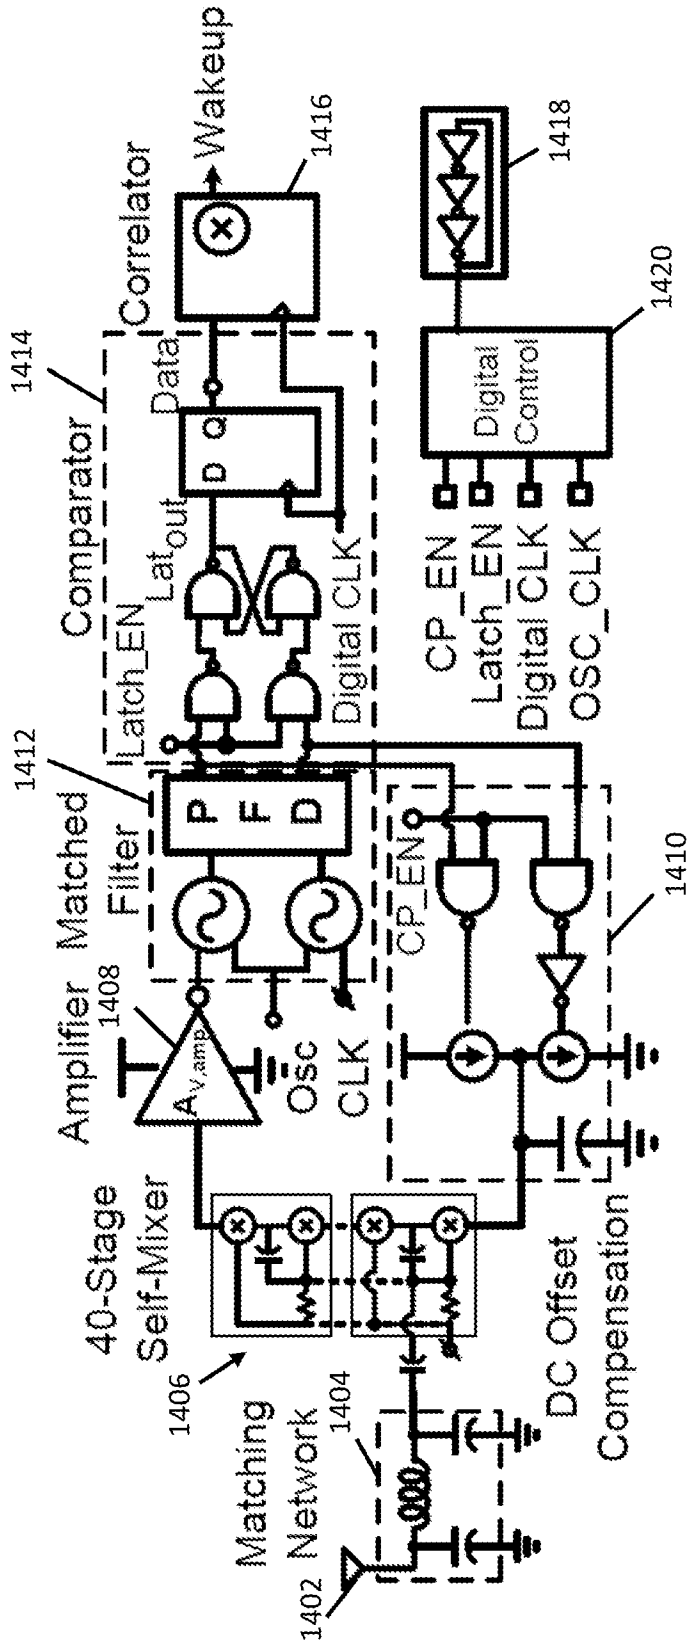 1402
Matching
Network
1404
1406
40-Stage
Self-Mixer
DC Offset
Compensation
Amplifier
1408
A_V,amp
Osc
CLK
Matched
Filter
1412
P F D
CP_EN
1410
Comparator
1414
Latch_EN
Lat_out
Digital CLK
D Q
Data
Correlator
1416
Wakeup
CP_EN
Latch_EN
Digital CLK
OSC_CLK
Digital
Control
1420
1418